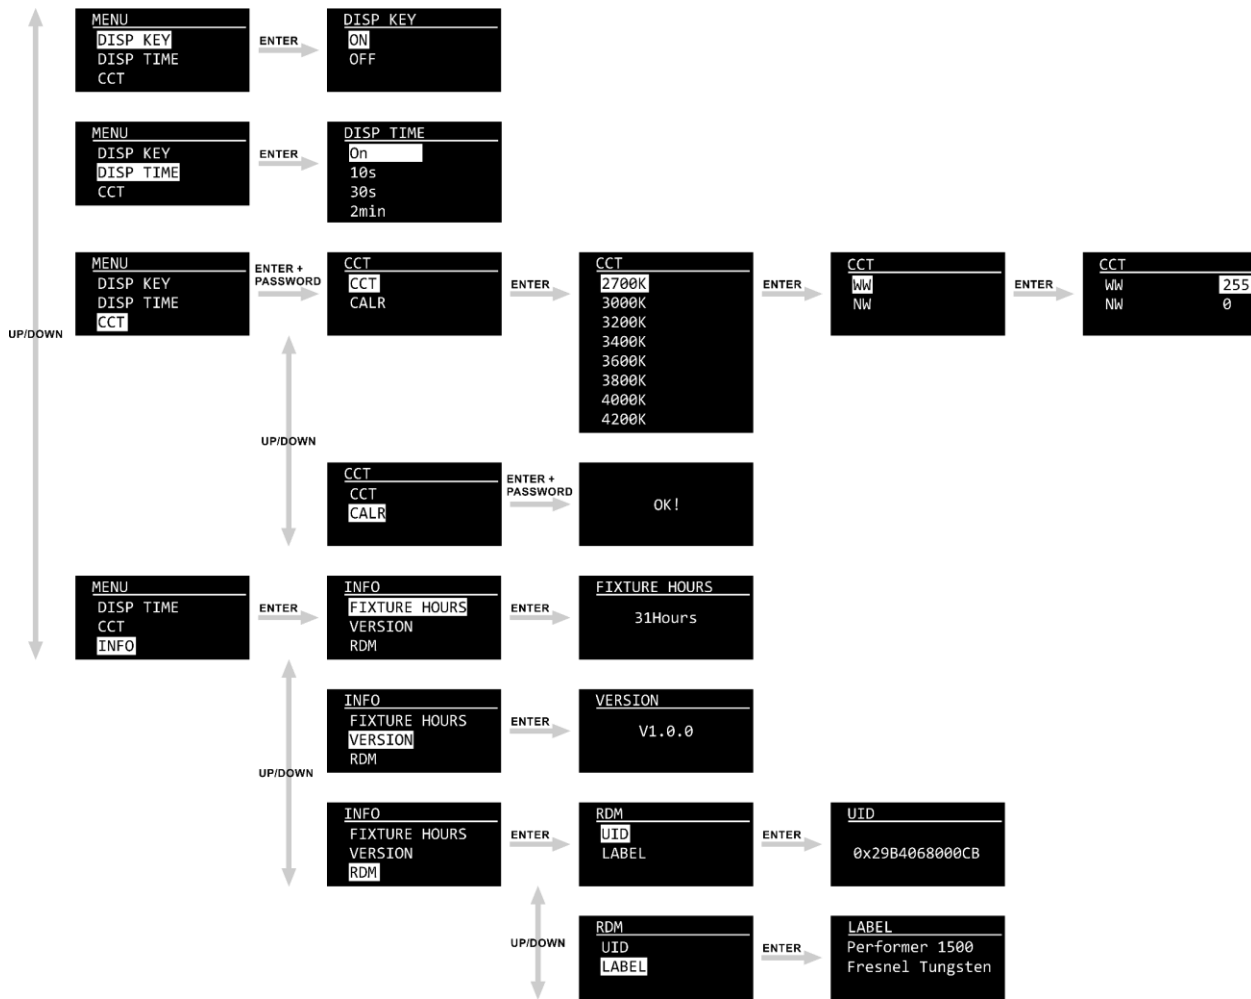 MENU
DISP KEY
DISP TIME
CCT
ENTER
DISP KEY
ON
OFF
MENU
DISP KEY
DISP TIME
CCT
ENTER
DISP TIME
On
10s
30s
2min
UP/DOWN
MENU
DISP KEY
DISP TIME
CCT
ENTER +
PASSWORD
CCT
CCT
CALR
ENTER
CCT
2700K
3000K
3200K
3400K
3600K
3800K
4000K
4200K
ENTER
CCT
WW
NW
ENTER
CCT
WW 255
NW 0
UP/DOWN
CCT
CCT
CALR
ENTER +
PASSWORD
OK!
MENU
DISP TIME
CCT
INFO
ENTER
INFO
FIXTURE HOURS
VERSION
RDM
ENTER
FIXTURE HOURS
31Hours
UP/DOWN
INFO
FIXTURE HOURS
VERSION
RDM
ENTER
VERSION
V1.0.0
INFO
FIXTURE HOURS
VERSION
RDM
ENTER
RDM
UID
LABEL
ENTER
UID
0x29B4068000CB
UP/DOWN
RDM
UID
LABEL
ENTER
LABEL
Performer 1500
Fresnel Tungsten